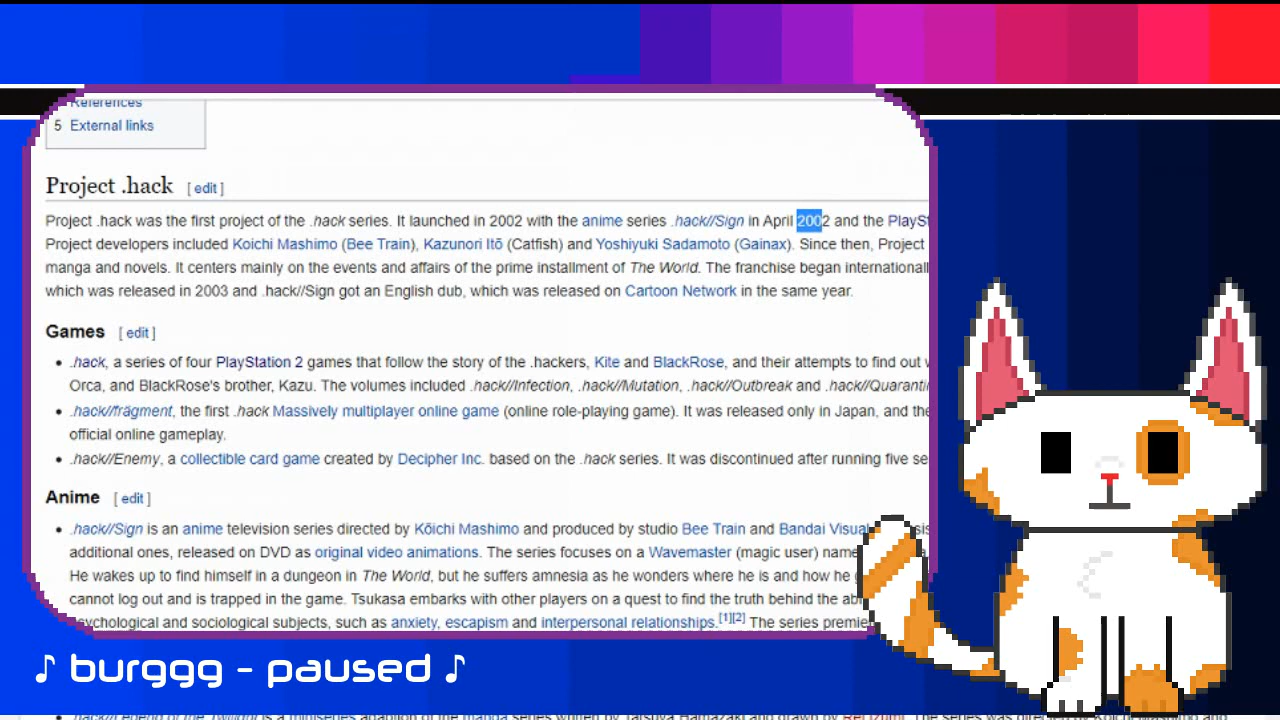 References
5 External links
Project .hack [ edit ]
Project .hack was the first project of the .hack series. It launched in 2002 with the anime series .hack//Sign in April 2002 and the PlaySt
Project developers included Koichi Mashimo (Bee Train), Kazunori Itō (Catfish) and Yoshiyuki Sadamoto (Gainax). Since then, Project
manga and novels. It centers mainly on the events and affairs of the prime installment of The World. The franchise began internationall
which was released in 2003 and .hack//Sign got an English dub, which was released on Cartoon Network in the same year.
Games [ edit ]
• .hack, a series of four PlayStation 2 games that follow the story of the .hackers, Kite and BlackRose, and their attempts to find out
Orca, and BlackRose's brother, Kazu. The volumes included .hack//Infection, .hack//Mutation, .hack//Outbreak and .hack//Quaranti
• .hack//frägment, the first .hack Massively multiplayer online game (online role-playing game). It was released only in Japan, and the
official online gameplay.
• .hack//Enemy, a collectible card game created by Decipher Inc. based on the .hack series. It was discontinued after running five se
Anime [ edit ]
• .hack//Sign is an anime television series directed by Kōichi Mashimo and produced by studio Bee Train and Bandai Visual
additional ones, released on DVD as original video animations. The series focuses on a Wavemaster (magic user) name
He wakes up to find himself in a dungeon in The World, but he suffers amnesia as he wonders where he is and how he
cannot log out and is trapped in the game. Tsukasa embarks with other players on a quest to find the truth behind the ab
psychological and sociological subjects, such as anxiety, escapism and interpersonal relationships.[1][2] The series premie
♪ burggg - paused ♪